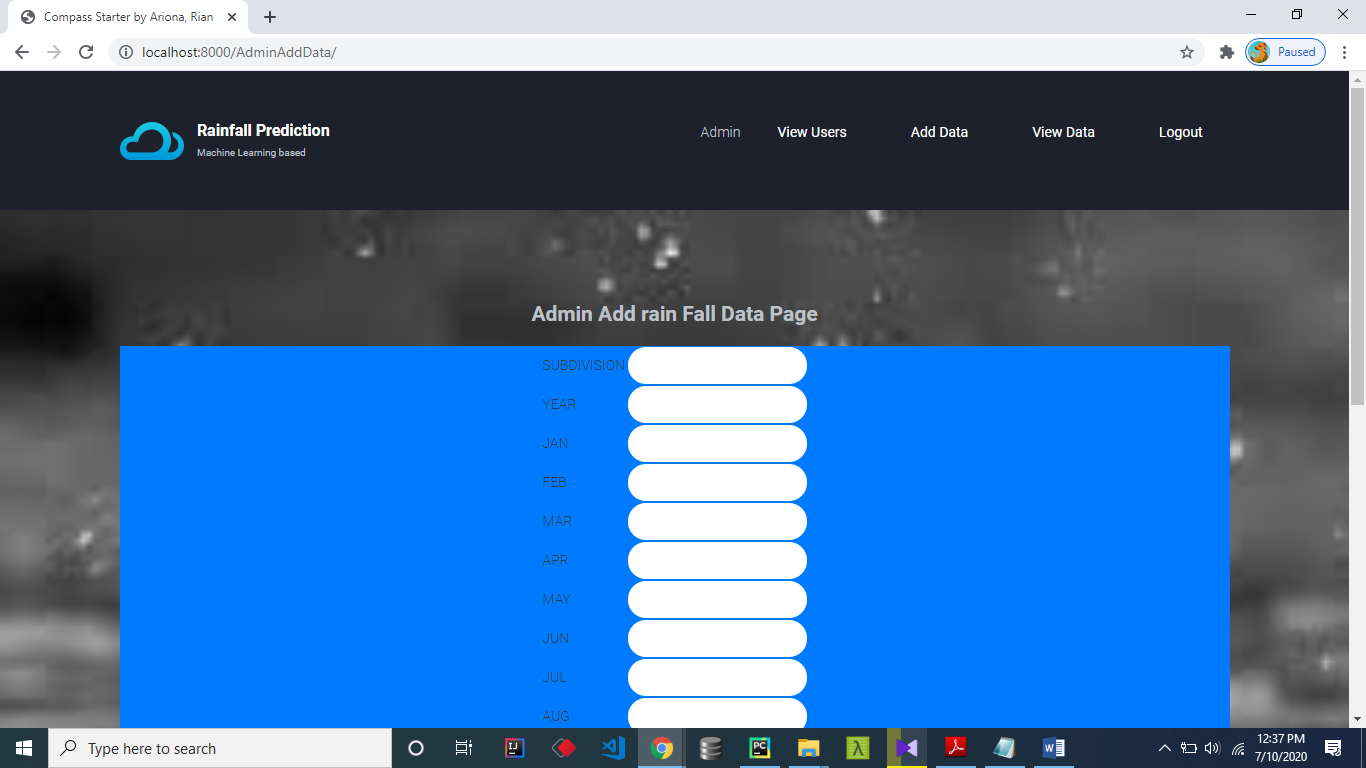 Compass Starter by Ariona, Rian
localhost:8000/AdminAddData/
Paused
Rainfall Prediction
Machine Learning based
Admin
View Users
Add Data
View Data
Logout
Admin Add rain Fall Data Page
SUBDIVISION
YEAR
JAN
FEB
MAR
APR
MAY
JUN
JUL
AUG
Type here to search
IJ
PC
λ
W
12:37 PM
7/10/2020